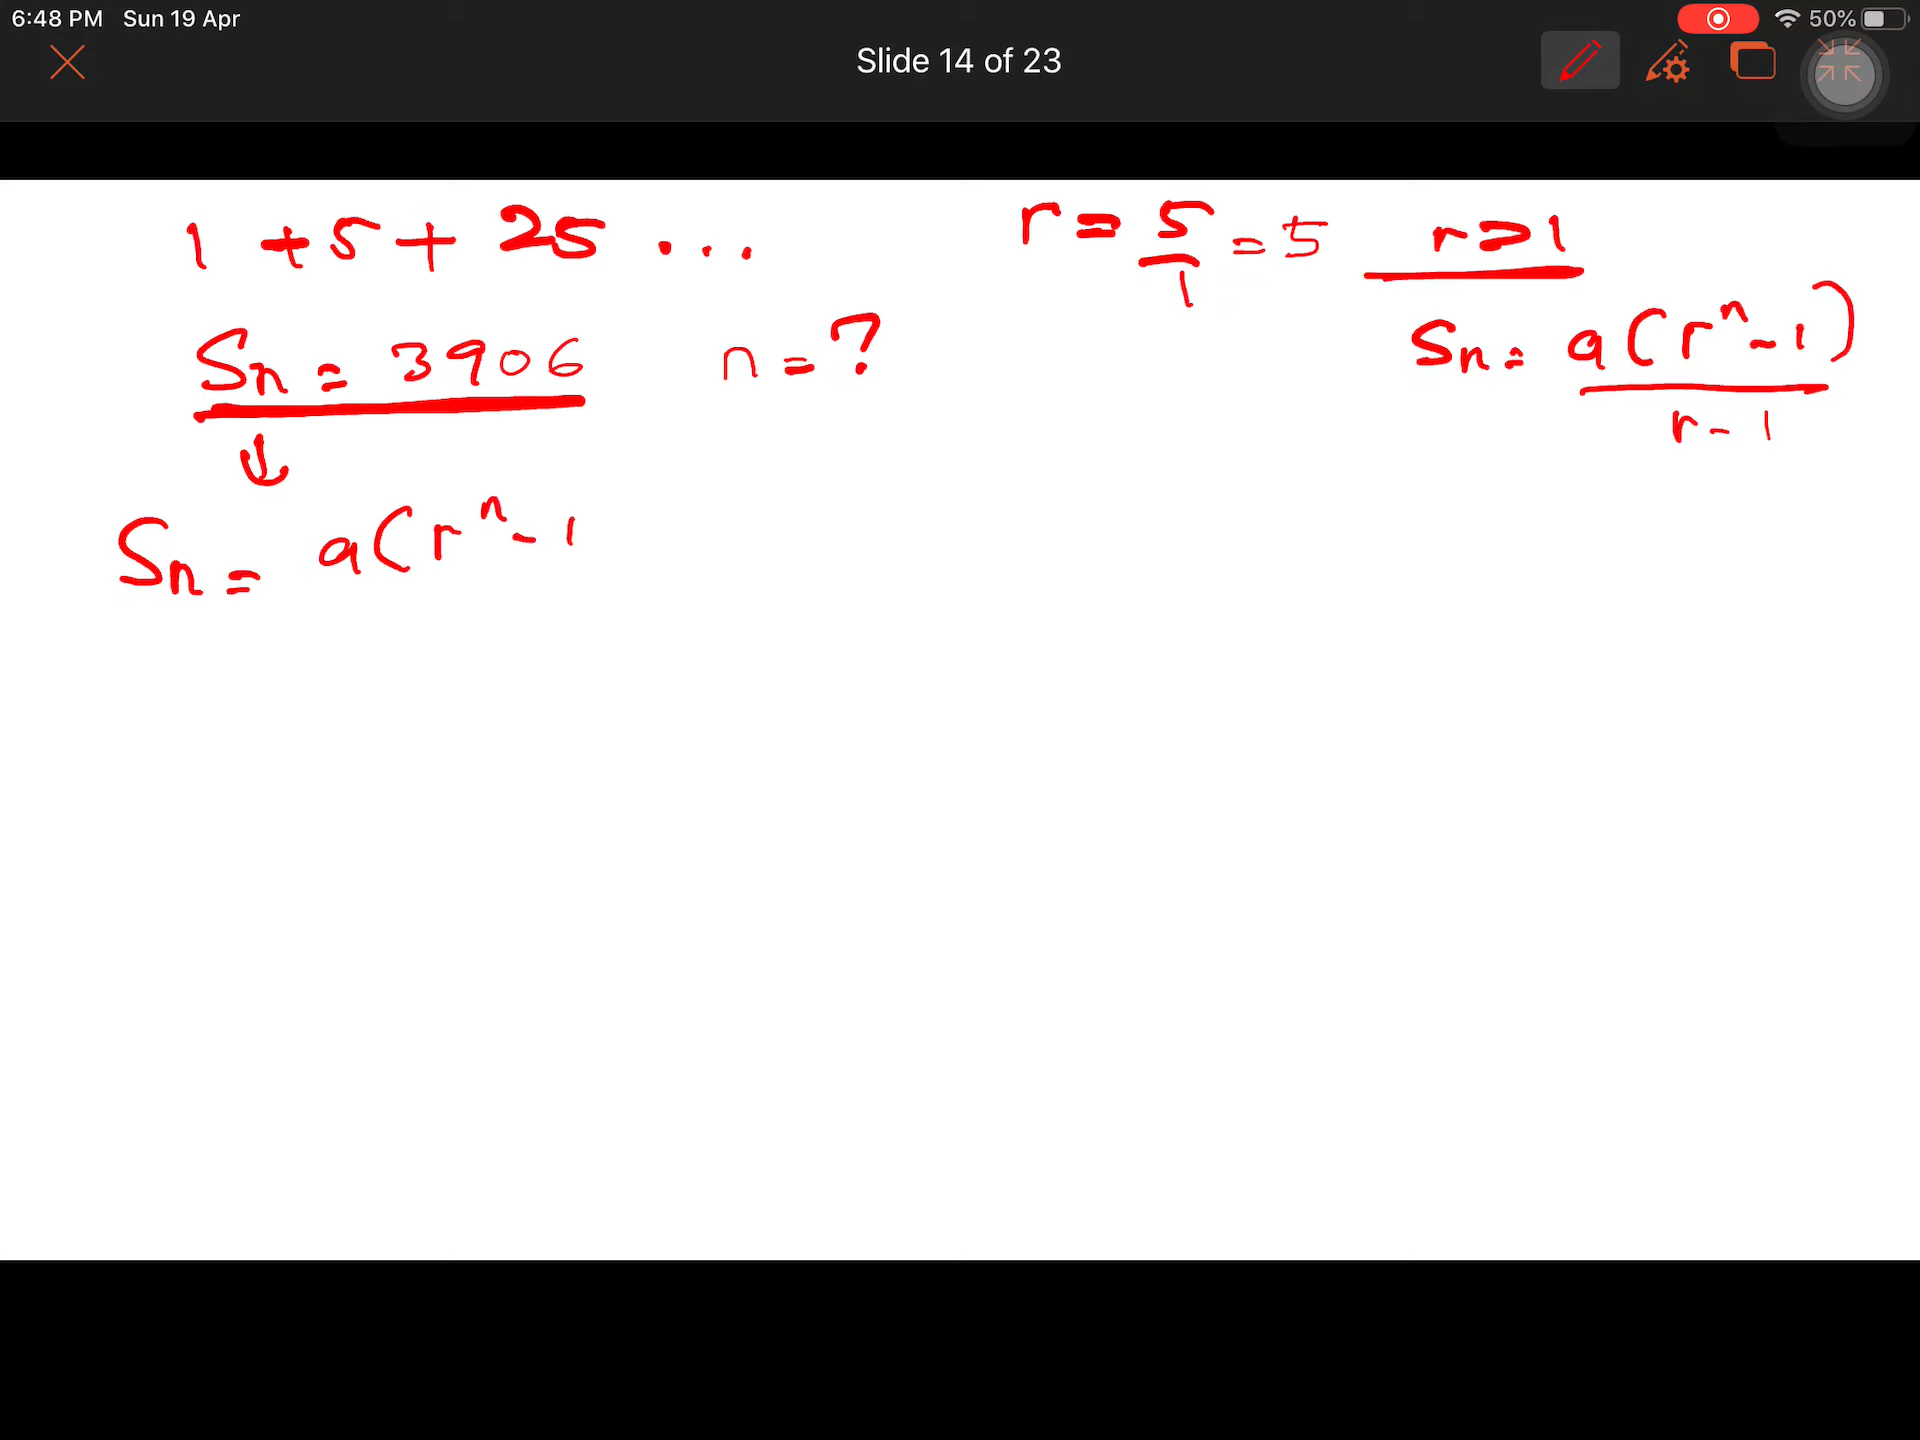 6:48 PM Sun 19 Apr
50%
Slide 14 of 23
1 + 5 + 25 ...
r = 5/1 = 5 r > 1
Sn = 3906 n = ?
Sn = a(r^n - 1)/r - 1
Sn = a(r^n - 1